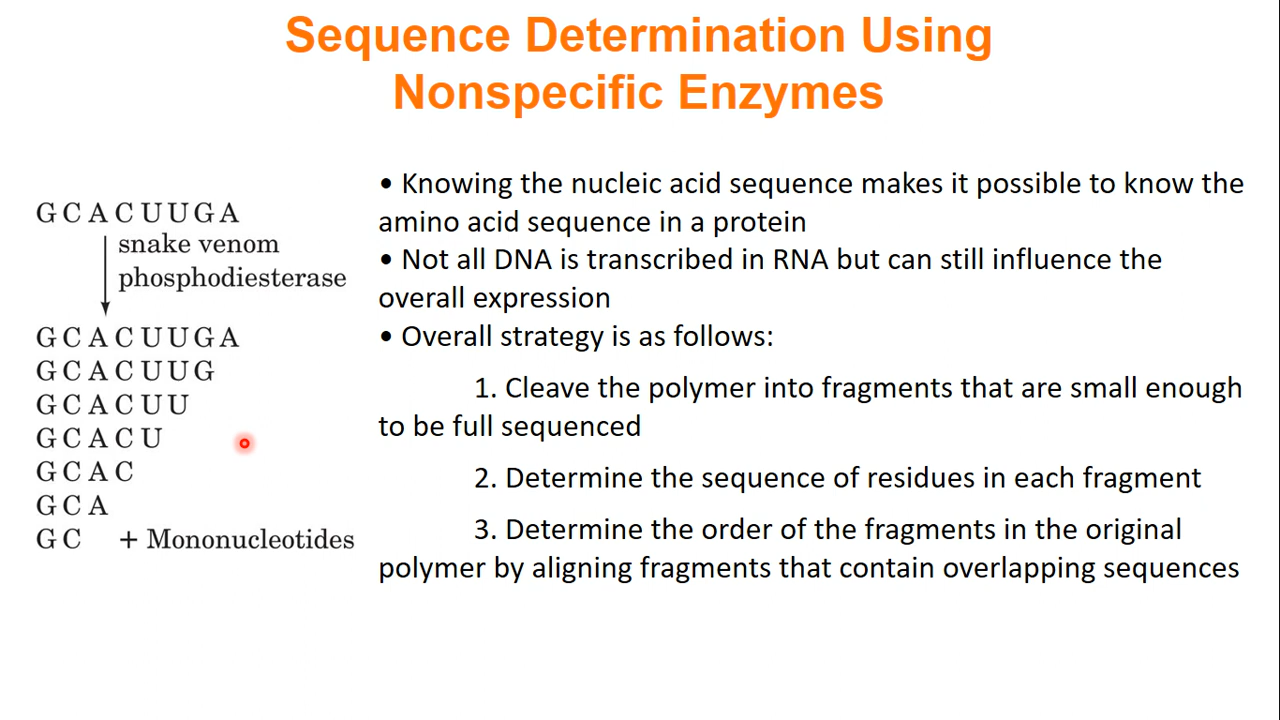 Sequence Determination Using
Nonspecific Enzymes
G C A C U U G A
snake venom
phosphodiesterase
G C A C U U G A
G C A C U U G
G C A C U U
G C A C U
G C A C
G C A
G C + Mononucleotides
• Knowing the nucleic acid sequence makes it possible to know the
amino acid sequence in a protein
• Not all DNA is transcribed in RNA but can still influence the
overall expression
• Overall strategy is as follows:
1. Cleave the polymer into fragments that are small enough
to be full sequenced
2. Determine the sequence of residues in each fragment
3. Determine the order of the fragments in the original
polymer by aligning fragments that contain overlapping sequences